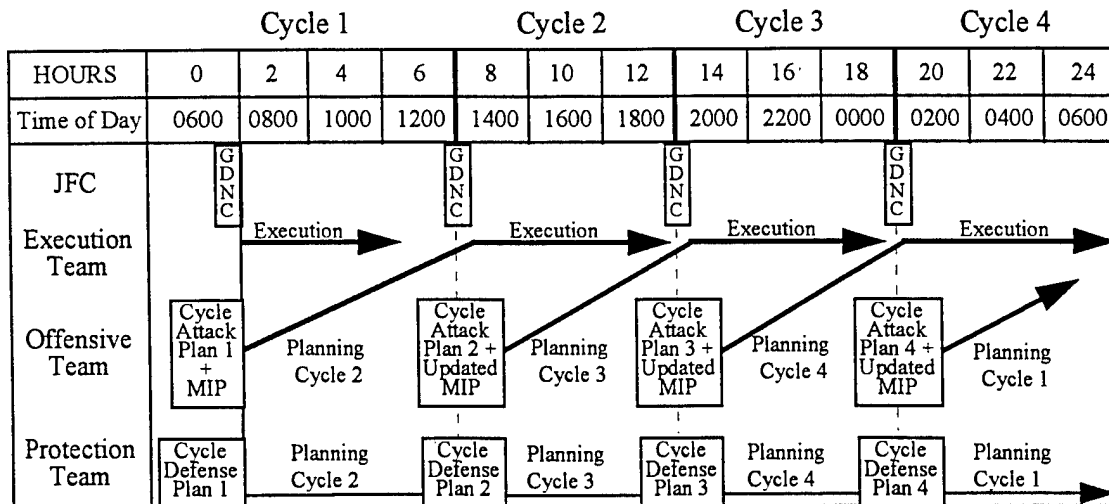 Cycle 1 Cycle 2 Cycle 3 Cycle 4
HOURS 0 2 4 6 8 10 12 14 16 18 20 22 24
Time of Day 0600 0800 1000 1200 1400 1600 1800 2000 2200 0000 0200 0400 0600
JFC
GDNC GDNC GDNC GDNC
Execution
Team
Execution Execution Execution Execution
Offensive
Team
Cycle
Attack
Plan 1
+
MIP
Planning
Cycle 2
Cycle
Attack
Plan 2 +
Updated
MIP
Planning
Cycle 3
Cycle
Attack
Plan 3 +
Updated
MIP
Planning
Cycle 4
Cycle
Attack
Plan 4 +
Updated
MIP
Planning
Cycle 1
Protection
Team
Cycle
Defense
Plan 1
Planning
Cycle 2
Cycle
Defense
Plan 2
Planning
Cycle 3
Cycle
Defense
Plan 3
Planning
Cycle 4
Cycle
Defense
Plan 4
Planning
Cycle 1